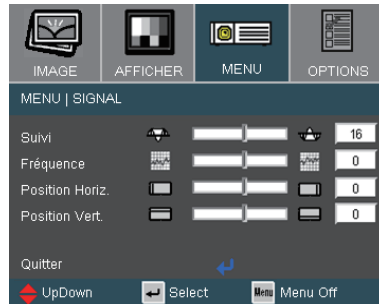 IMAGE AFFICHER MENU OPTIONS
MENU | SIGNAL
Suivi 16
Fréquence 0
Position Horiz. 0
Position Vert. 0
Quitter
UpDown Select Menu Menu Off